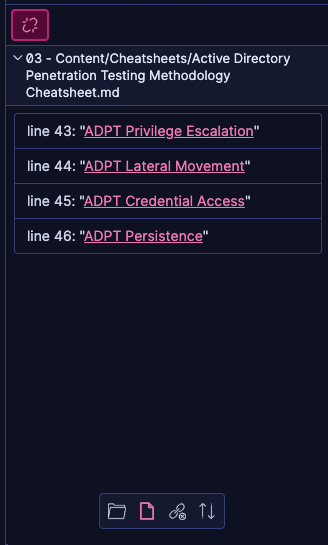 03 - Content/Cheatsheets/Active Directory
Penetration Testing Methodology
Cheatsheet.md
line 43: "ADPT Privilege Escalation"
line 44: "ADPT Lateral Movement"
line 45: "ADPT Credential Access"
line 46: "ADPT Persistence"